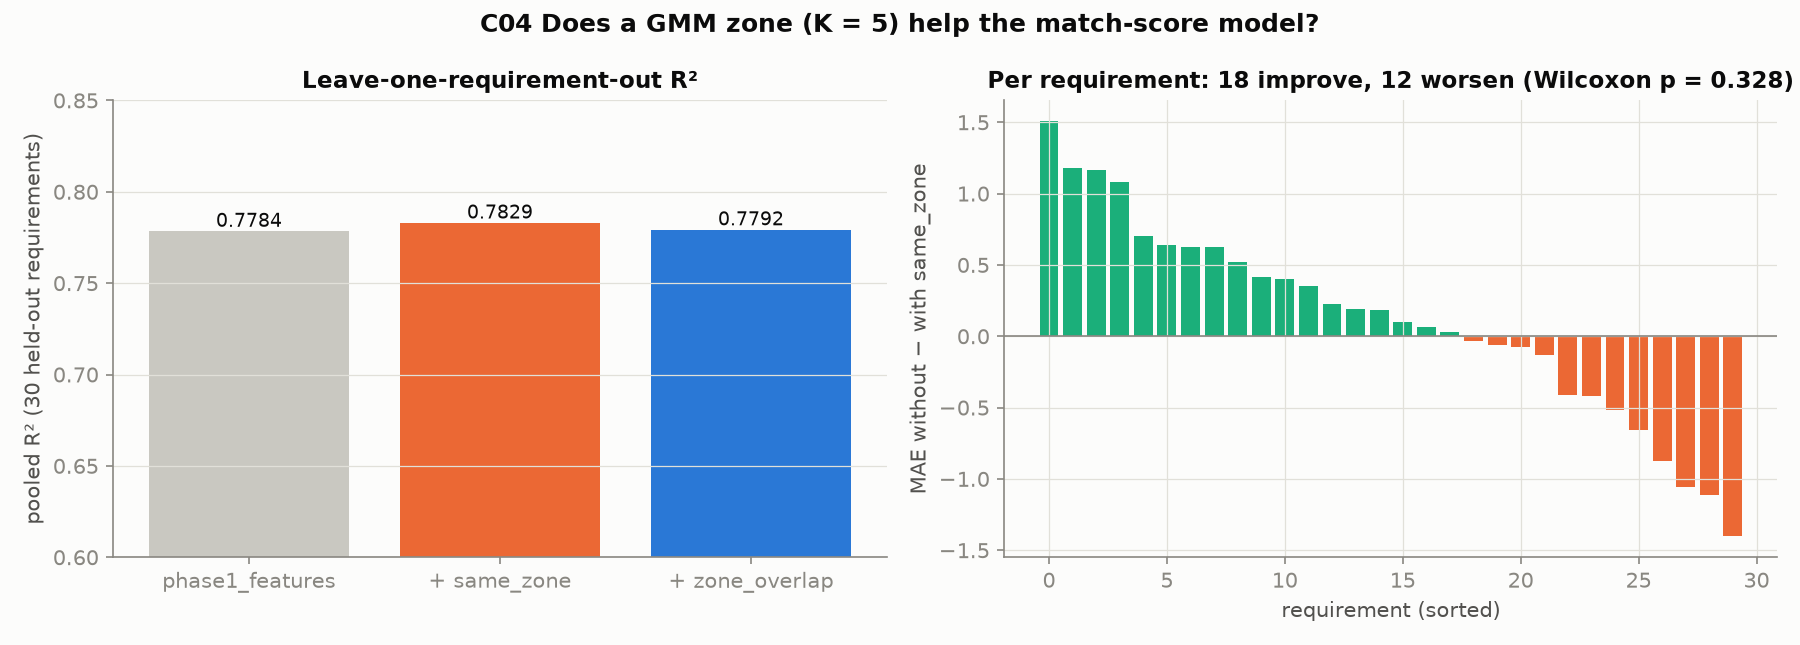 C04 Does a GMM zone (K = 5) help the match-score model?
Leave-one-requirement-out R²
pooled R² (30 held-out requirements)
0.85
0.80
0.75
0.70
0.65
0.60
0.7784
0.7829
0.7792
phase1_features
+ same_zone
+ zone_overlap
Per requirement: 18 improve, 12 worsen (Wilcoxon p = 0.328)
MAE without − with same_zone
1.5
1.0
0.5
0.0
−0.5
−1.0
−1.5
0
5
10
15
20
25
30
requirement (sorted)